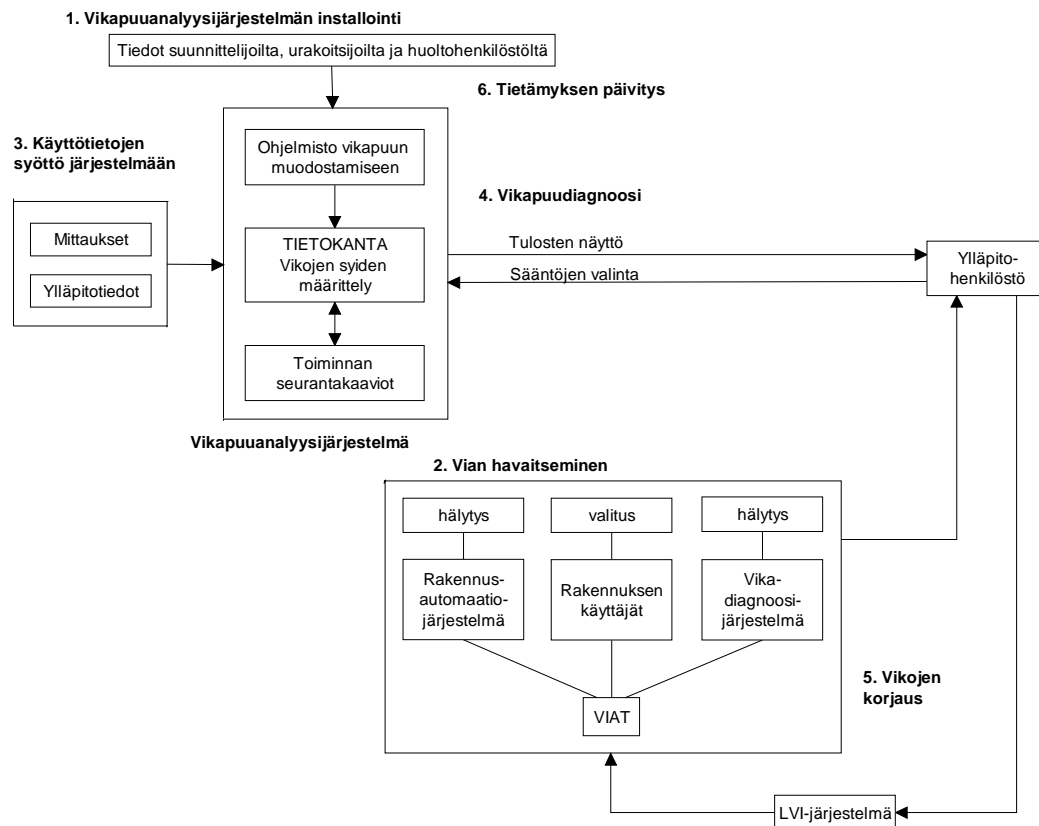 1. Vikapuuanalyysijärjestelmän installointi
Tiedot suunnittelijoilta, urakoitsijoilta ja huoltohenkilöstöltä
6. Tietämyksen päivitys
3. Käyttötietojen
syöttö järjestelmään
Ohjelmisto vikapuun
muodostamiseen
4. Vikapuudiagnoosi
Mittaukset
Ylläpitotiedot
TIETOKANTA
Vikojen syiden
määrittely
Tulosten näyttö
Sääntöjen valinta
Ylläpito-
henkilöstö
Toiminnan
seurantakaaviot
Vikapuuanalyysijärjestelmä
2. Vian havaitseminen
hälytys
valitus
hälytys
Rakennus-
automaatio-
järjestelmä
Rakennuksen
käyttäjät
Vika-
diagnoosi-
järjestelmä
5. Vikojen
korjaus
VIAT
LVI-järjestelmä